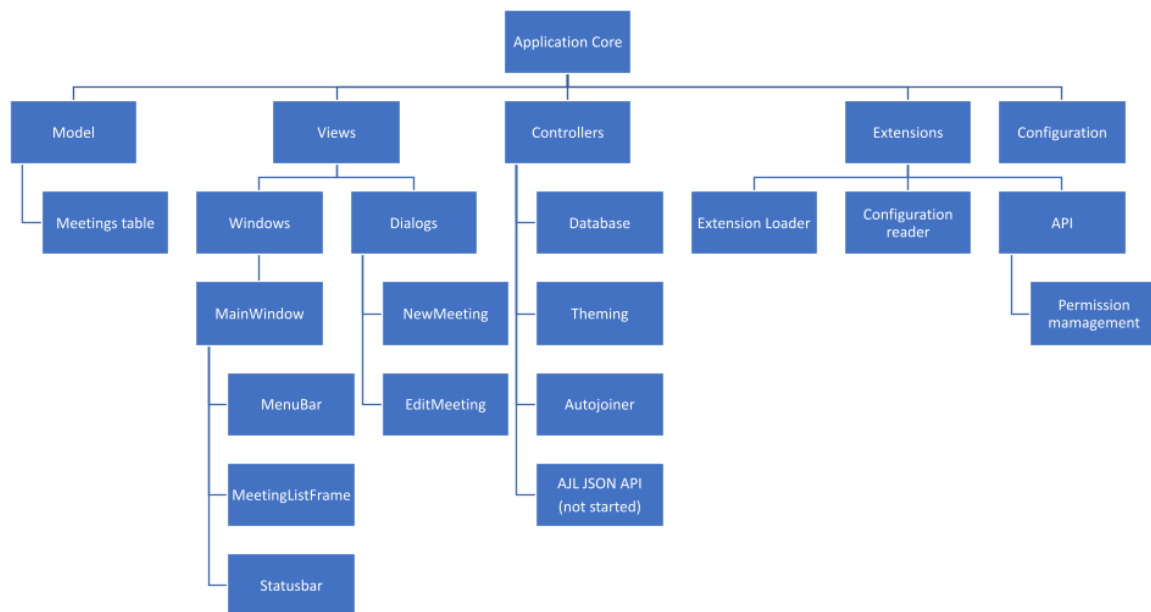 Application Core
Model
Views
Controllers
Extensions
Configuration
Meetings table
Windows
Dialogs
Database
Extension Loader
Configuration
reader
API
MainWindow
NewMeeting
Theming
Permission
mamagement
MenuBar
EditMeeting
Autojoiner
MeetingListFrame
AJL JSON API
(not started)
Statusbar